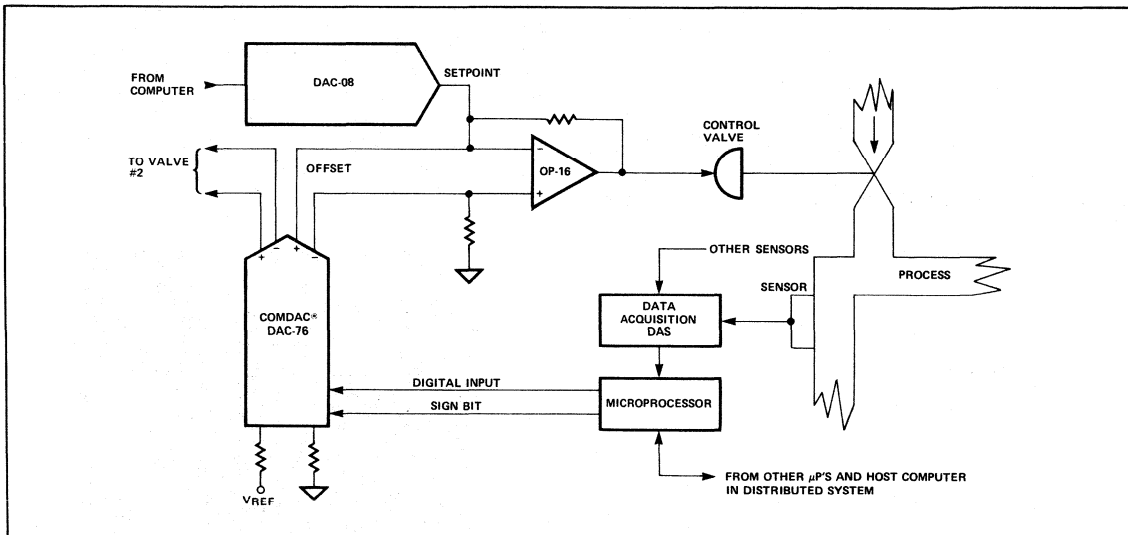 DAC-08
SETPOINT
FROM
COMPUTER
CONTROL
VALVE
TO VALVE
#2
OFFSET
−
OP-16
+
+ − + −
OTHER SENSORS
PROCESS
SENSOR
DATA
ACQUISITION
DAS
COMDAC®
DAC-76
DIGITAL INPUT
MICROPROCESSOR
SIGN BIT
VREF
FROM OTHER μP'S AND HOST COMPUTER
IN DISTRIBUTED SYSTEM